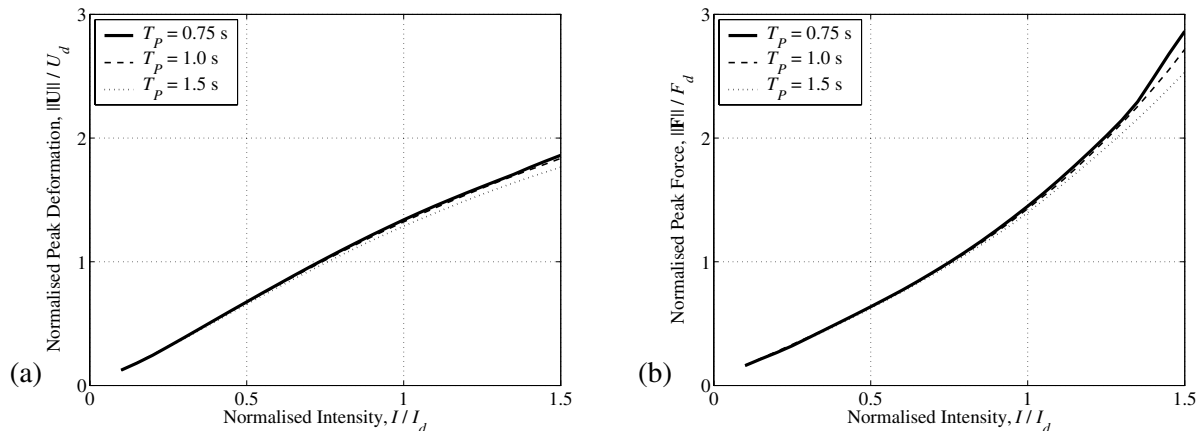 3
2
1
0
Normalised Peak Deformation, ||U|| / U_d
T_P = 0.75 s
T_P = 1.0 s
T_P = 1.5 s
0
0.5
1
1.5
Normalised Intensity, I / I_d
(a)
3
2
1
0
Normalised Peak Force, ||F|| / F_d
T_P = 0.75 s
T_P = 1.0 s
T_P = 1.5 s
0
0.5
1
1.5
Normalised Intensity, I / I_d
(b)